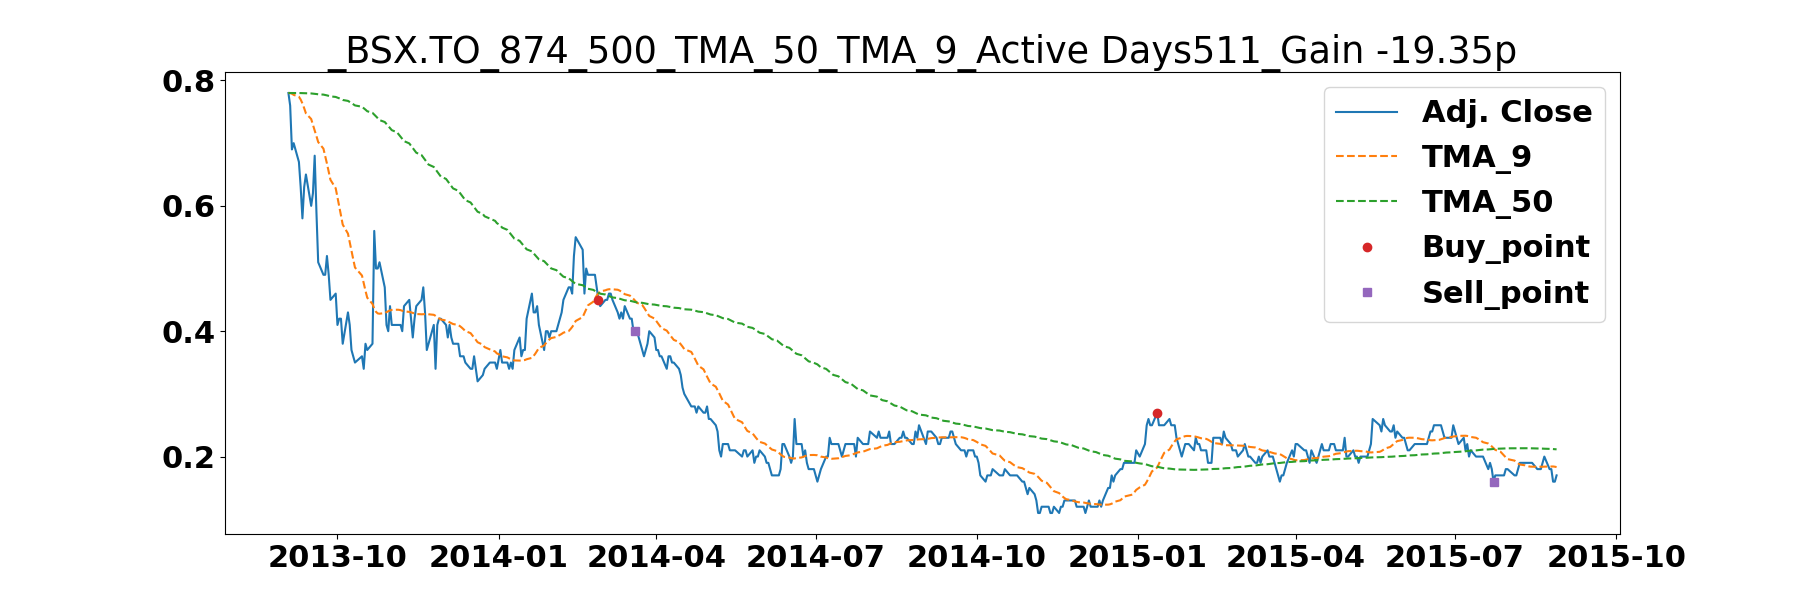 _BSX.TO_874_500_TMA_50_TMA_9_Active Days511_Gain -19.35p
0.8
0.6
0.4
0.2
Adj. Close
TMA_9
TMA_50
Buy_point
Sell_point
2013-10 2014-01 2014-04 2014-07 2014-10 2015-01 2015-04 2015-07 2015-10